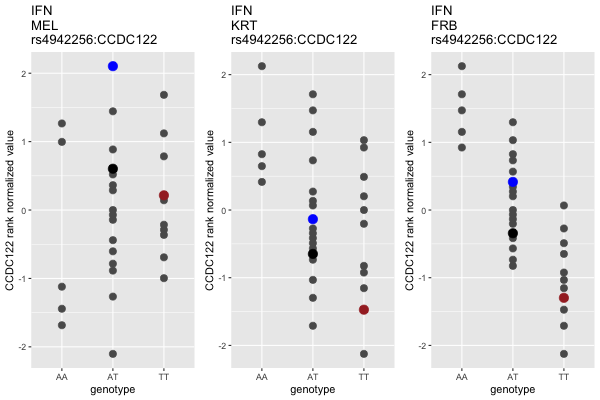 IFN
MEL
rs4942256:CCDC122
CCDC122 rank normalized value
2
1
0
-1
-2
AA AT TT
genotype
IFN
KRT
rs4942256:CCDC122
CCDC122 rank normalized value
2
1
0
-1
-2
AA AT TT
genotype
IFN
FRB
rs4942256:CCDC122
CCDC122 rank normalized value
2
1
0
-1
-2
AA AT TT
genotype